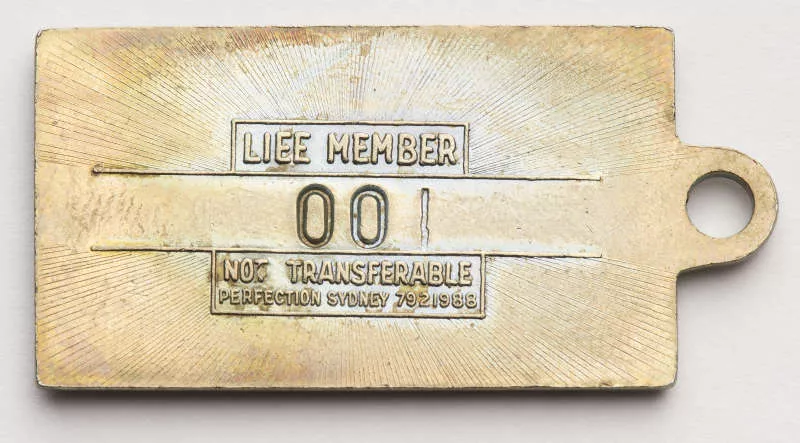 LIEE MEMBER
001
NOT TRANSFERABLE
PERFECTION SYDNEY 7921988